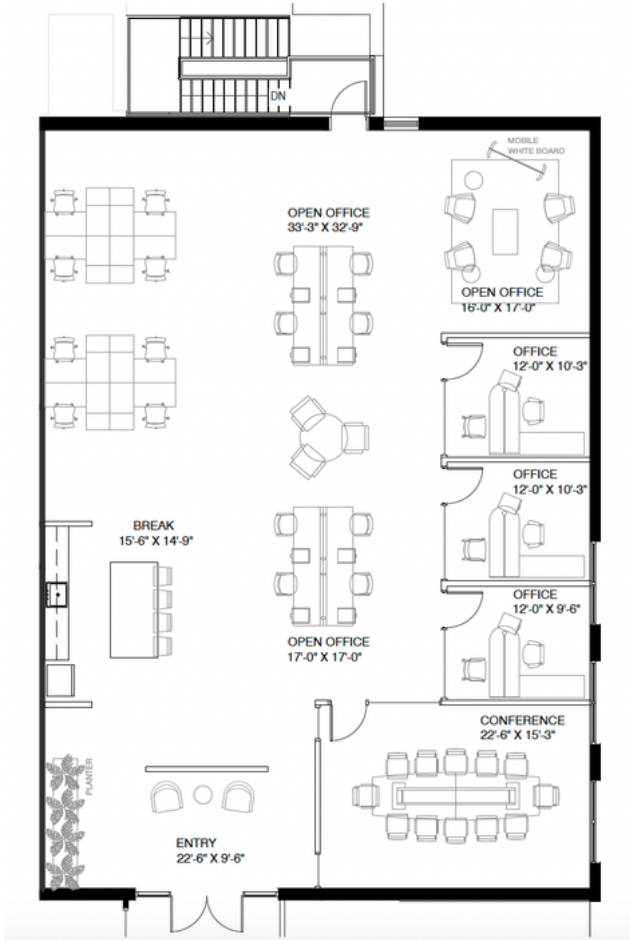 DN
MOBILE
WHITE BOARD
OPEN OFFICE
33'-3" X 32'-9"
OPEN OFFICE
16'-0" X 17'-0"
OFFICE
12'-0" X 10'-3"
OFFICE
12'-0" X 10'-3"
BREAK
15'-6" X 14'-9"
OFFICE
12'-0" X 9'-6"
OPEN OFFICE
17'-0" X 17'-0"
CONFERENCE
22'-6" X 15'-3"
PLANTER
ENTRY
22'-6" X 9'-6"